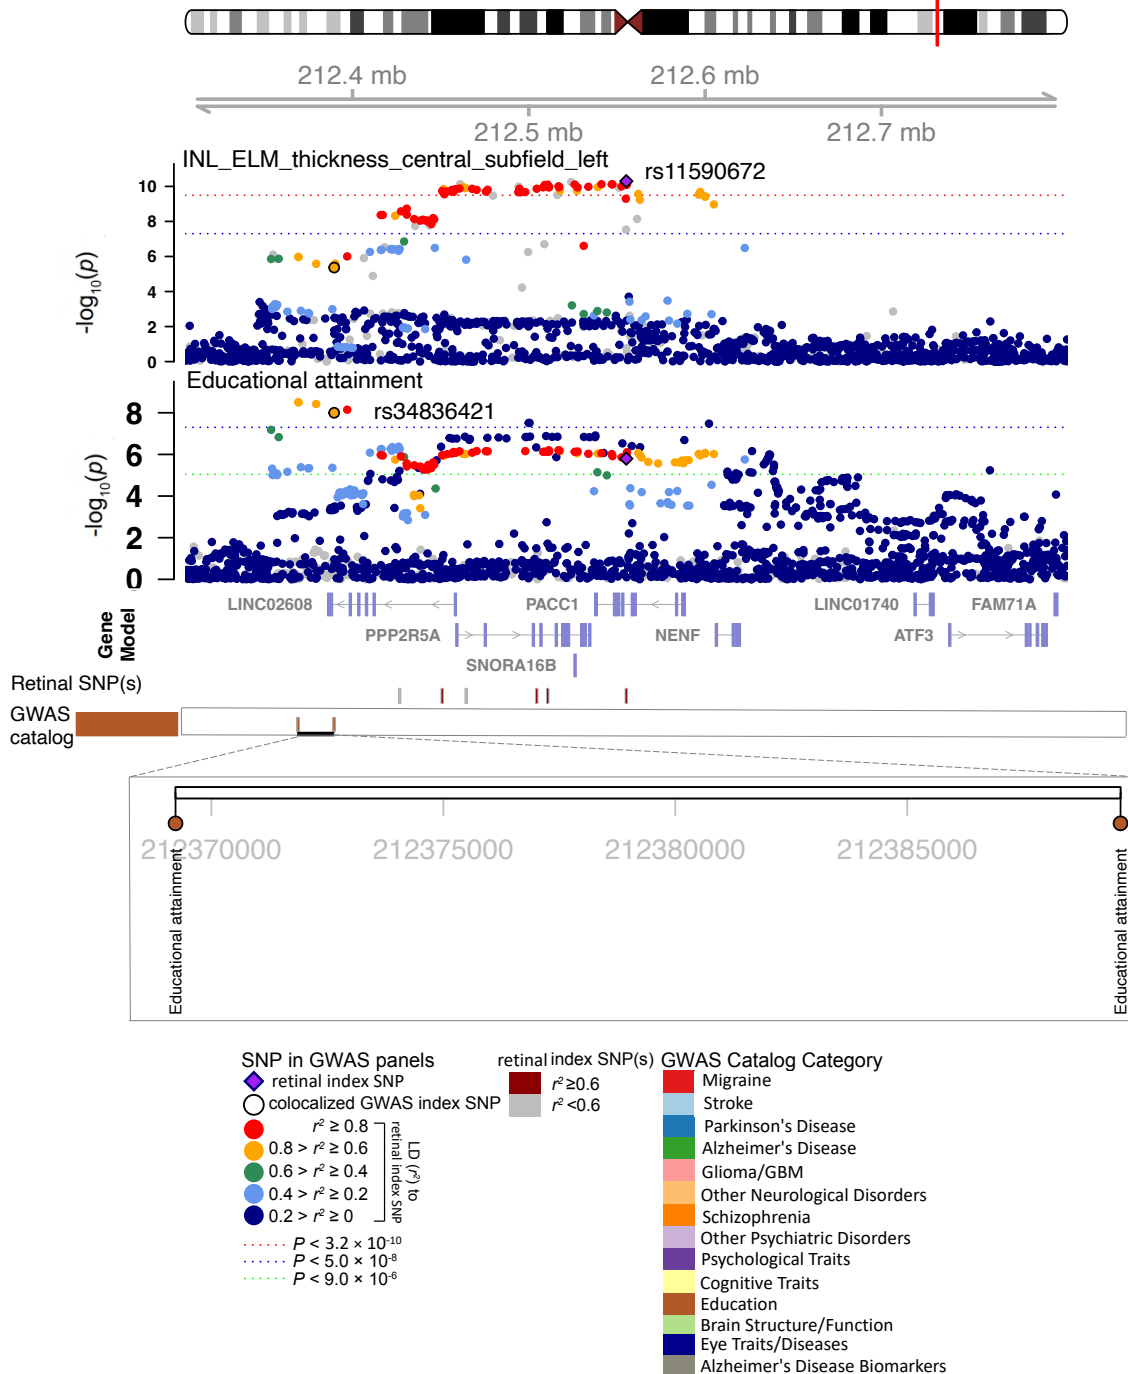 212.4 mb
212.6 mb
212.5 mb
212.7 mb
INL_ELM_thickness_central_subfield_left
rs11590672
10
8
6
4
2
0
-log10(p)
Educational attainment
rs34836421
8
6
4
2
0
-log10(p)
Gene
Model
LINC02608
PACC1
LINC01740
FAM71A
PPP2R5A
NENF
ATF3
SNORA16B
Retinal SNP(s)
GWAS
catalog
212370000
212375000
212380000
212385000
Educational attainment
Educational attainment
SNP in GWAS panels
retinal index SNP
colocalized GWAS index SNP
r² ≥ 0.8
0.8 > r² ≥ 0.6
0.6 > r² ≥ 0.4
0.4 > r² ≥ 0.2
0.2 > r² ≥ 0
LD (r²) to
retinal index SNP
P < 3.2 × 10⁻¹⁰
P < 5.0 × 10⁻⁸
P < 9.0 × 10⁻⁶
retinal index SNP(s)
r² ≥0.6
r² <0.6
GWAS Catalog Category
Migraine
Stroke
Parkinson's Disease
Alzheimer's Disease
Glioma/GBM
Other Neurological Disorders
Schizophrenia
Other Psychiatric Disorders
Psychological Traits
Cognitive Traits
Education
Brain Structure/Function
Eye Traits/Diseases
Alzheimer's Disease Biomarkers